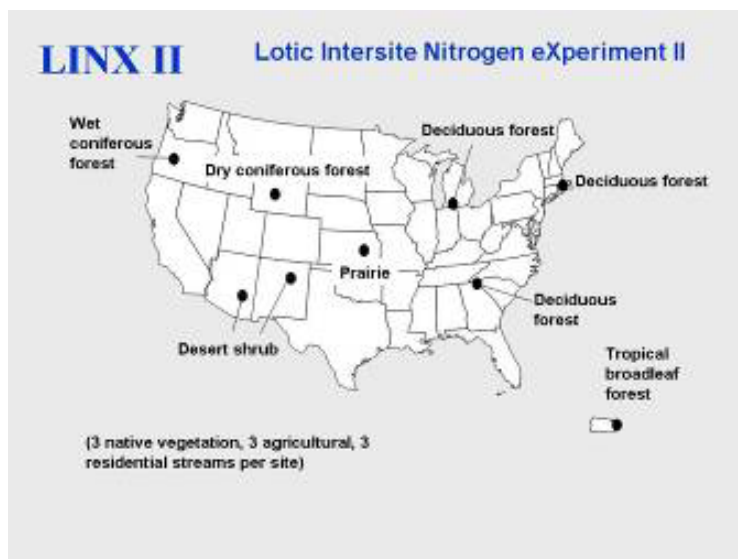 LINX II
Lotic Intersite Nitrogen eXperiment II
Wet
coniferous
forest
Dry coniferous forest
Deciduous forest
Deciduous forest
Prairie
Desert shrub
Deciduous
forest
Tropical
broadleaf
forest
(3 native vegetation, 3 agricultural, 3
residential streams per site)